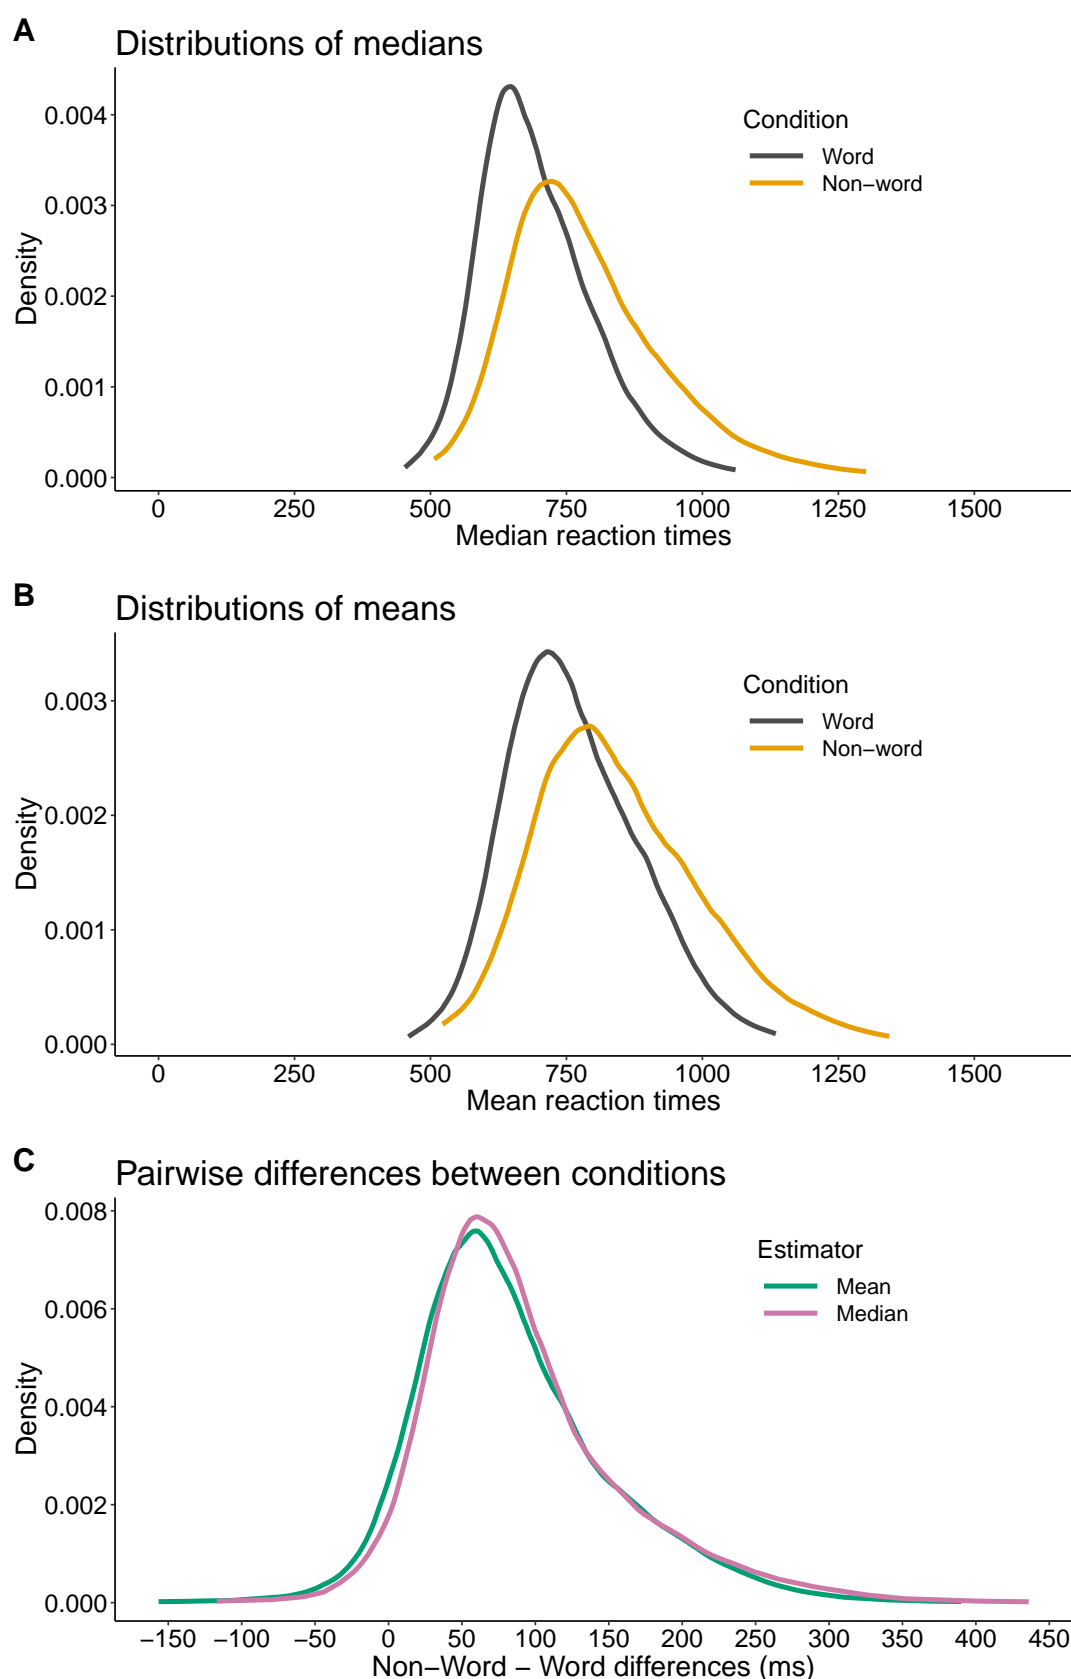 A
Distributions of medians
Density
0.004
0.003
0.002
0.001
0.000
Condition
Word
Non−word
0 250 500 750 1000 1250 1500
Median reaction times
B
Distributions of means
Density
0.003
0.002
0.001
0.000
Condition
Word
Non−word
0 250 500 750 1000 1250 1500
Mean reaction times
C
Pairwise differences between conditions
Density
0.008
0.006
0.004
0.002
0.000
Estimator
Mean
Median
−150 −100 −50 0 50 100 150 200 250 300 350 400 450
Non−Word − Word differences (ms)